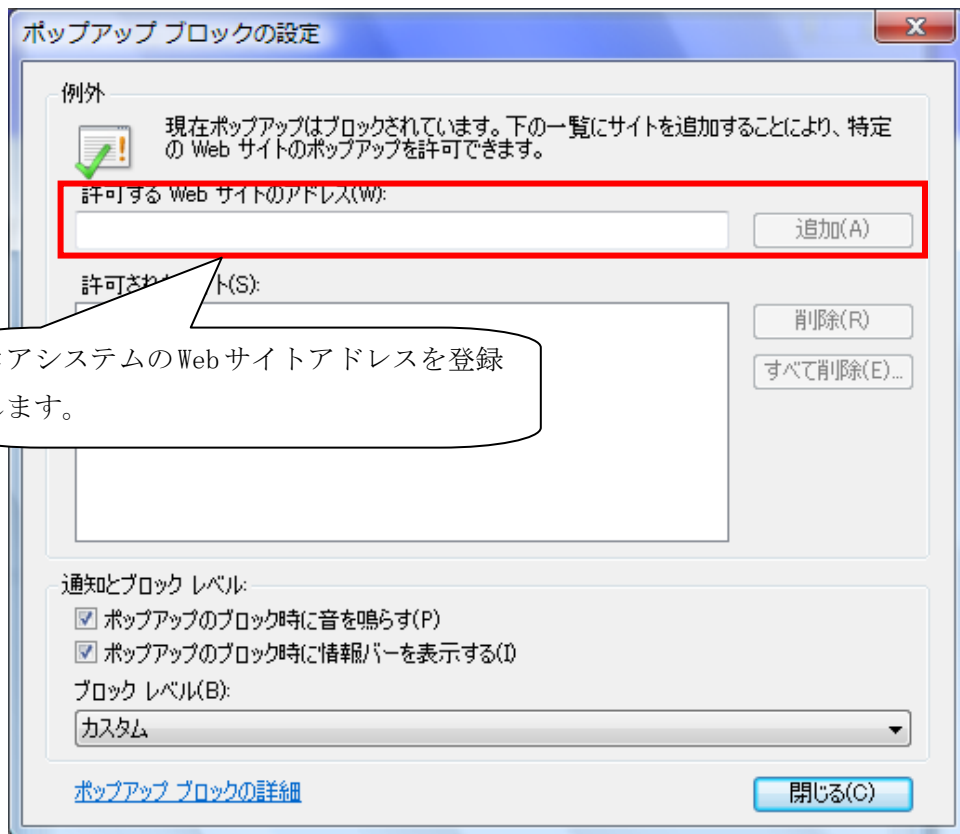 ポップアップ ブロックの設定
例外
現在ポップアップはブロックされています。下の一覧にサイトを追加することにより、特定
の Web サイトのポップアップを許可できます。
許可する Web サイトのアドレス(W):
追加(A)
許可され
ト(S):
削除(R)
アシステムのWebサイトアドレスを登録
すべて削除(E)...
します。
通知とブロック レベル:
ポップアップのブロック時に音を鳴らす(P)
ポップアップのブロック時に情報バーを表示する(I)
ブロック レベル(B):
カスタム
ポップアップ ブロックの詳細
閉じる(C)